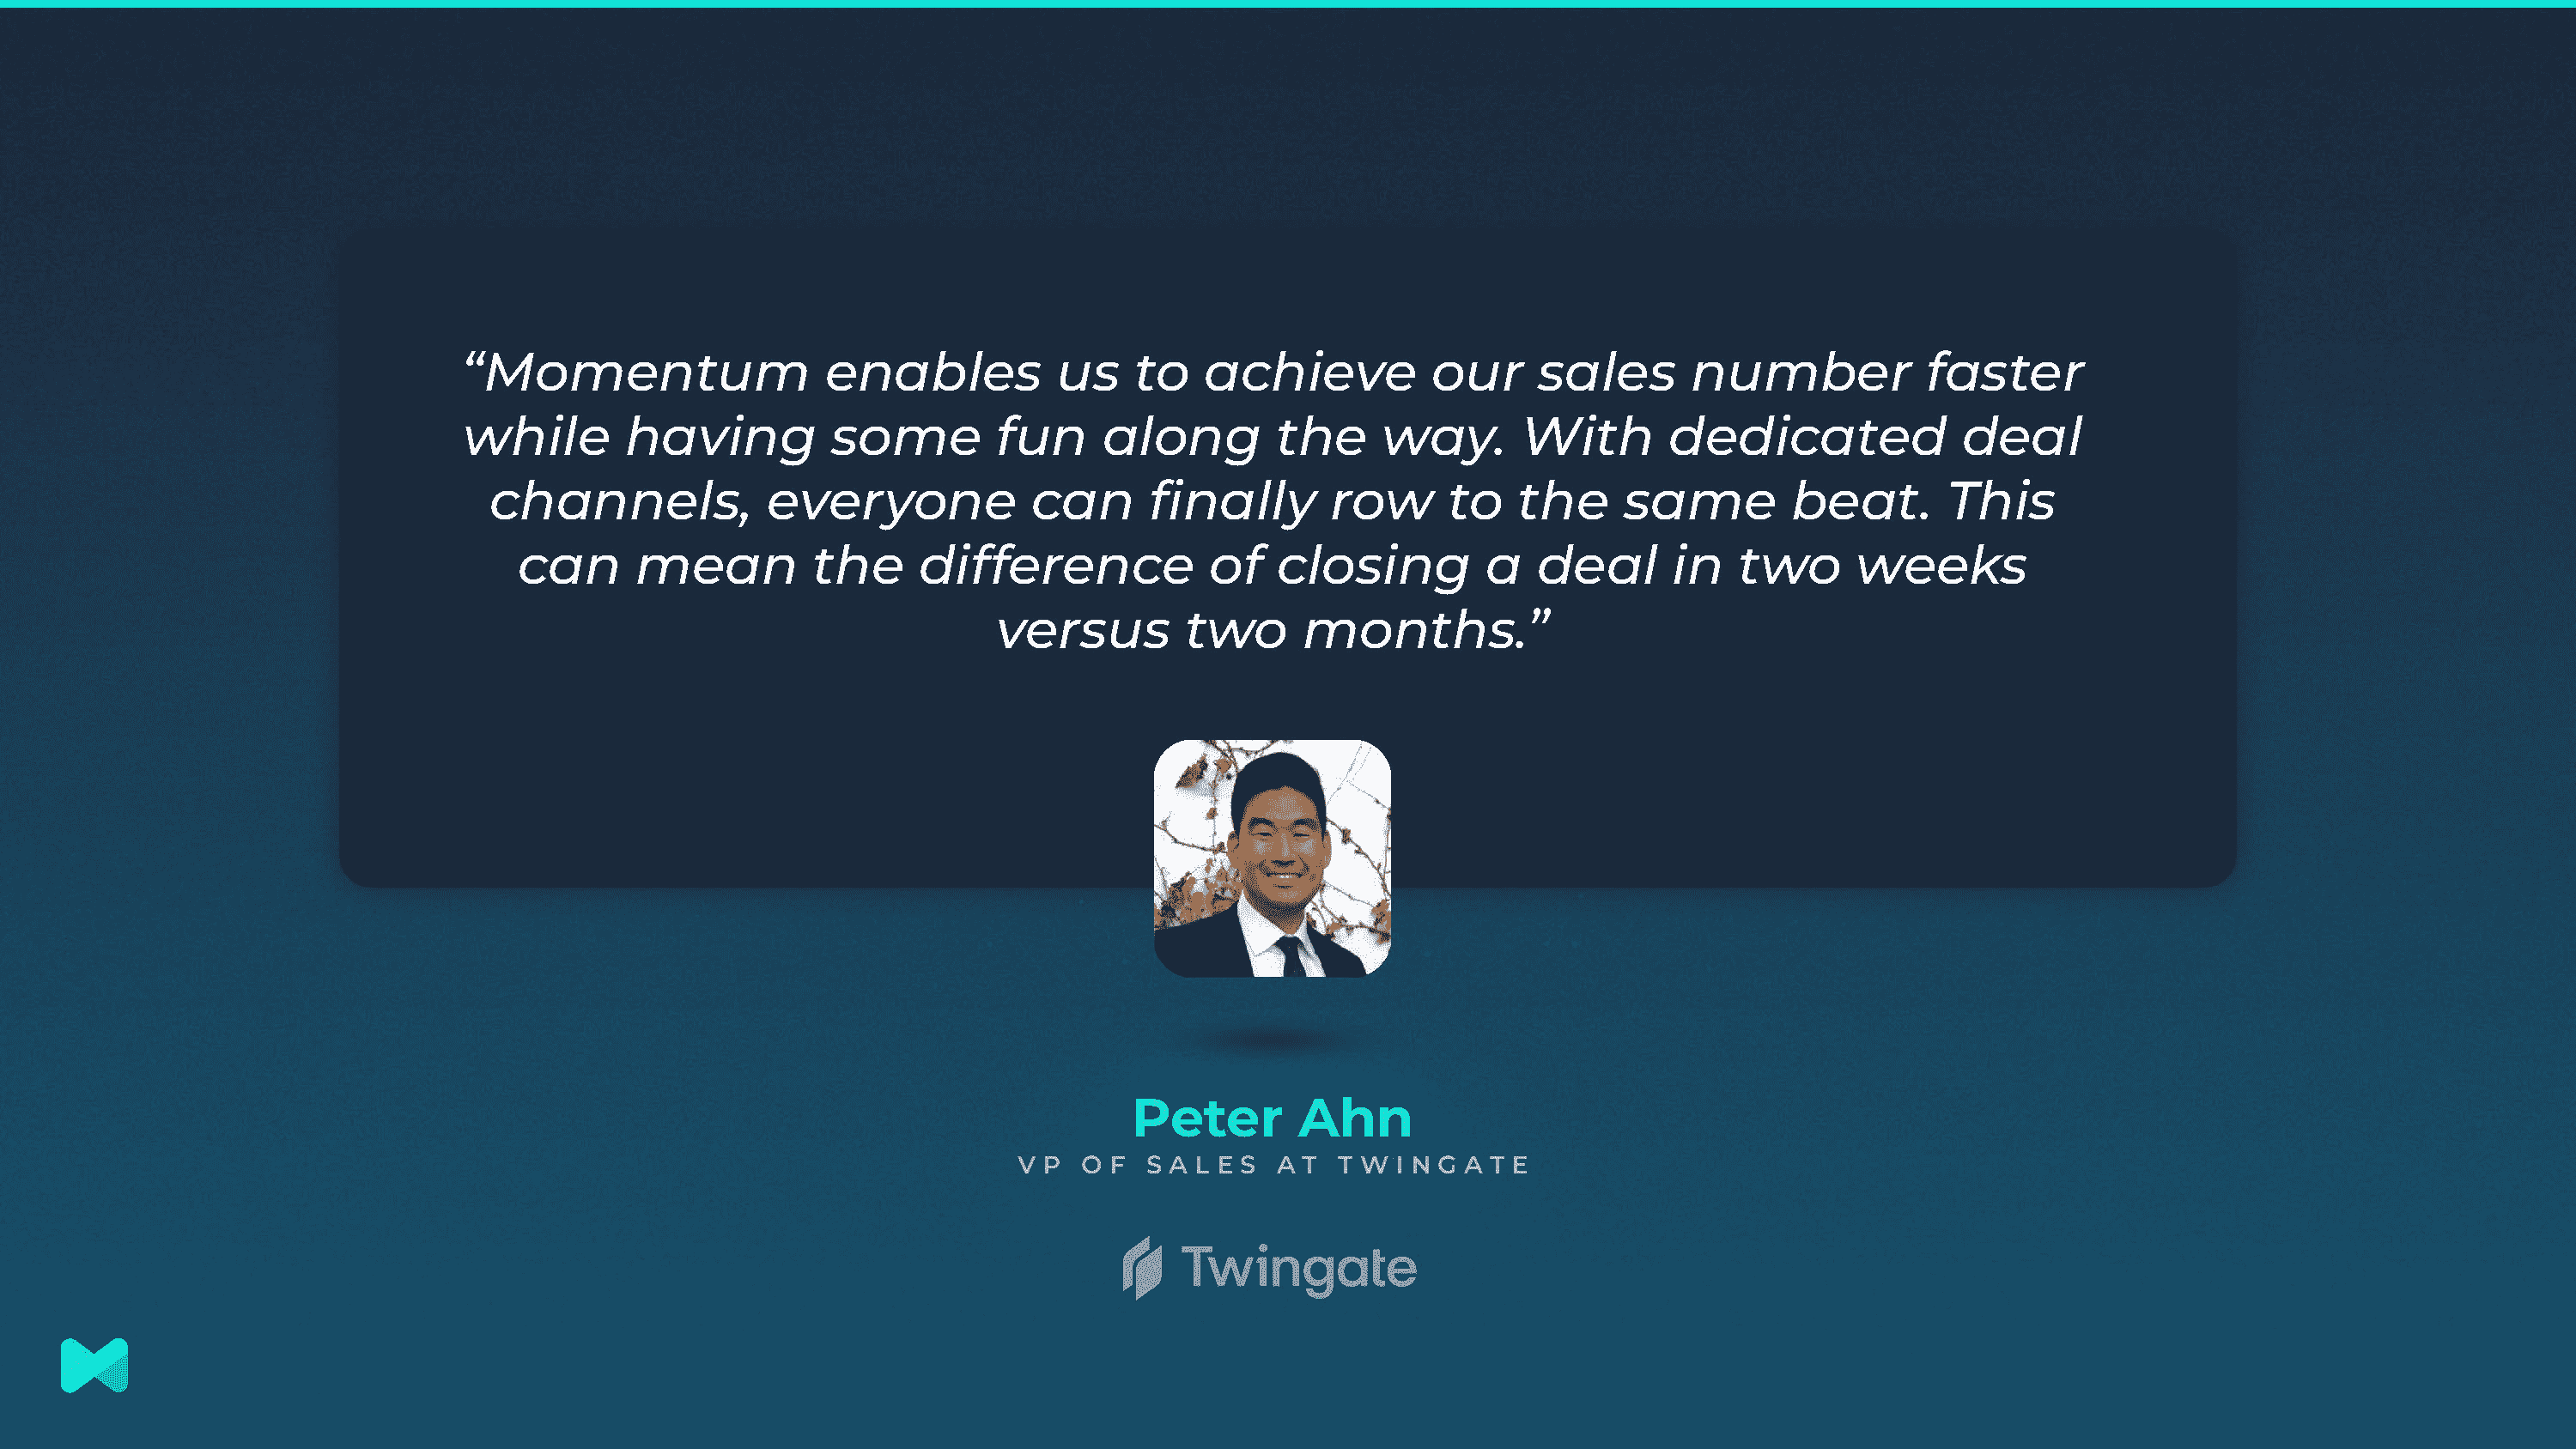 “Momentum enables us to achieve our sales number faster
while having some fun along the way. With dedicated deal
channels, everyone can finally row to the same beat. This
can mean the difference of closing a deal in two weeks
versus two months.”
Peter Ahn
VP OF SALES AT TWINGATE
Twingate